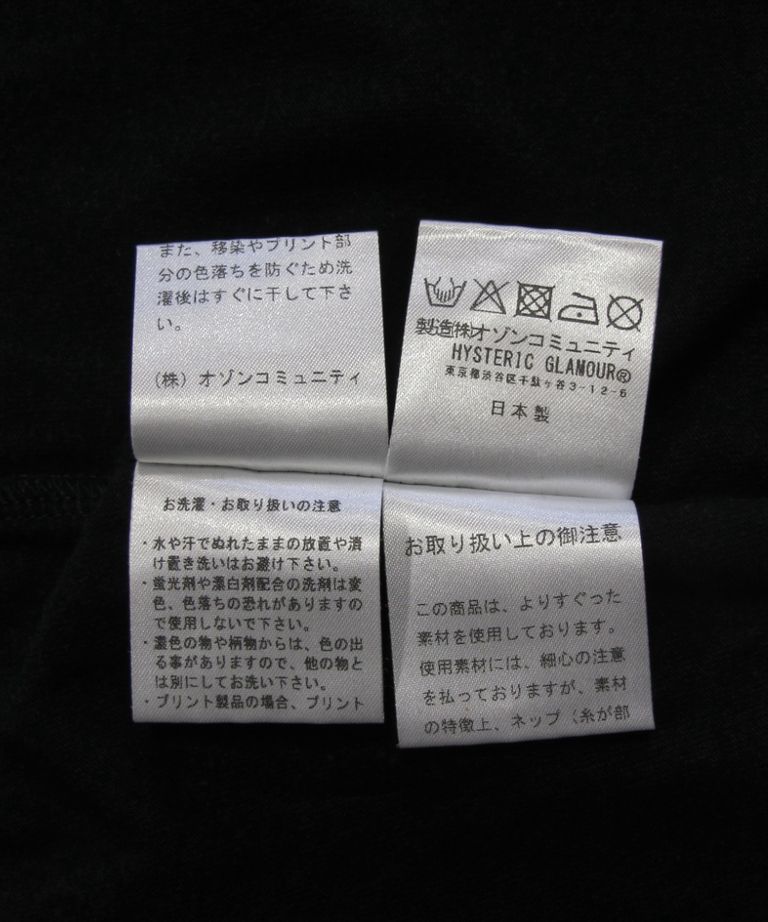 また、移染やプリント部
分の色落ちを防ぐため洗
濯後はすぐに干して下さ
い。
(株) オゾンコミュニティ
製造(株)オゾンコミュニティ
HYSTERIC GLAMOUR®
東京都渋谷区千駄ヶ谷3-12-6
日本製
お洗濯・お取り扱いの注意
・水や汗でぬれたままの放置や漬
け置き洗いはお避け下さい。
・蛍光剤や漂白剤配合の洗剤は変
色、色落ちの恐れがありますの
で使用しないで下さい。
・濃色の物や柄物からは、色の出
る事がありますので、他の物と
は別にしてお洗い下さい。
・プリント製品の場合、プリント
お取り扱い上の御注意
この商品は、よりすぐった
素材を使用しております。
使用素材には、細心の注意
を払っておりますが、素材
の特徴上、ネップ（糸が部